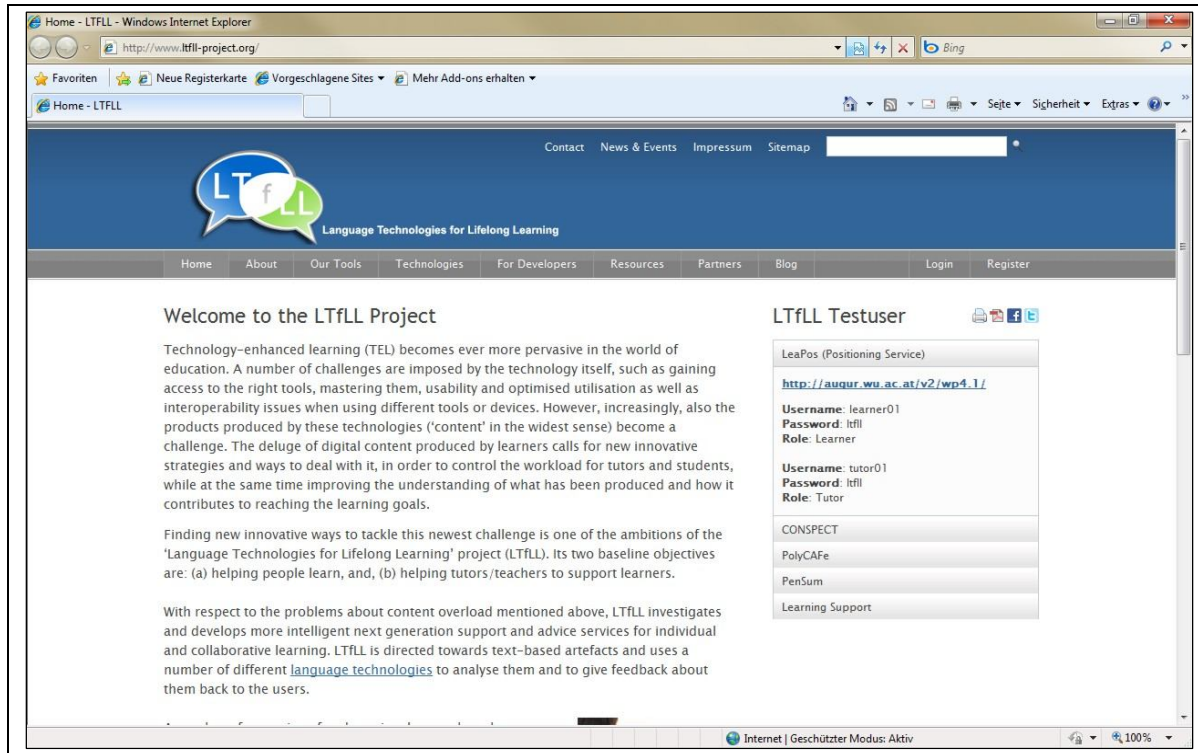 Home - LTFLL - Windows Internet Explorer
http://www.ltfll-project.org/
Bing
Favoriten Neue Registerkarte Vorgeschlagene Sites Mehr Add-ons erhalten
Home - LTFLL
Seite Sicherheit Extras
Contact News & Events Impressum Sitemap
LTfLL
Language Technologies for Lifelong Learning
Home About Our Tools Technologies For Developers Resources Partners Blog Login Register
Welcome to the LTfLL Project
Technology-enhanced learning (TEL) becomes ever more pervasive in the world of
education. A number of challenges are imposed by the technology itself, such as gaining
access to the right tools, mastering them, usability and optimised utilisation as well as
interoperability issues when using different tools or devices. However, increasingly, also the
products produced by these technologies (‘content’ in the widest sense) become a
challenge. The deluge of digital content produced by learners calls for new innovative
strategies and ways to deal with it, in order to control the workload for tutors and students,
while at the same time improving the understanding of what has been produced and how it
contributes to reaching the learning goals.
Finding new innovative ways to tackle this newest challenge is one of the ambitions of the
‘Language Technologies for Lifelong Learning’ project (LTfLL). Its two baseline objectives
are: (a) helping people learn, and, (b) helping tutors/teachers to support learners.
With respect to the problems about content overload mentioned above, LTfLL investigates
and develops more intelligent next generation support and advice services for individual
and collaborative learning. LTfLL is directed towards text-based artefacts and uses a
number of different language technologies to analyse them and to give feedback about
them back to the users.
LTfLL Testuser
LeaPos (Positioning Service)
http://augur.wu.ac.at/v2/wp4.1/
Username: learner01
Password: ltfll
Role: Learner
Username: tutor01
Password: ltfll
Role: Tutor
CONSPECT
PolyCAFe
PenSum
Learning Support
Internet | Geschützter Modus: Aktiv
100%